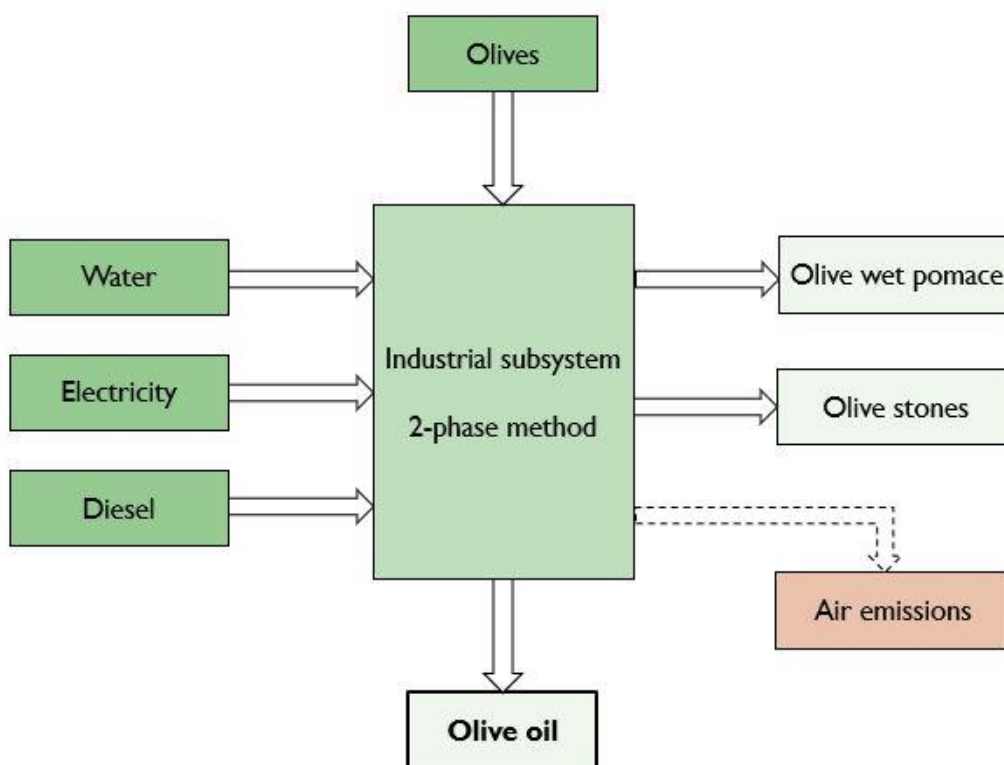 Olives
Water
Olive wet pomace
Industrial subsystem
Electricity
Olive stones
2-phase method
Diesel
Air emissions
Olive oil